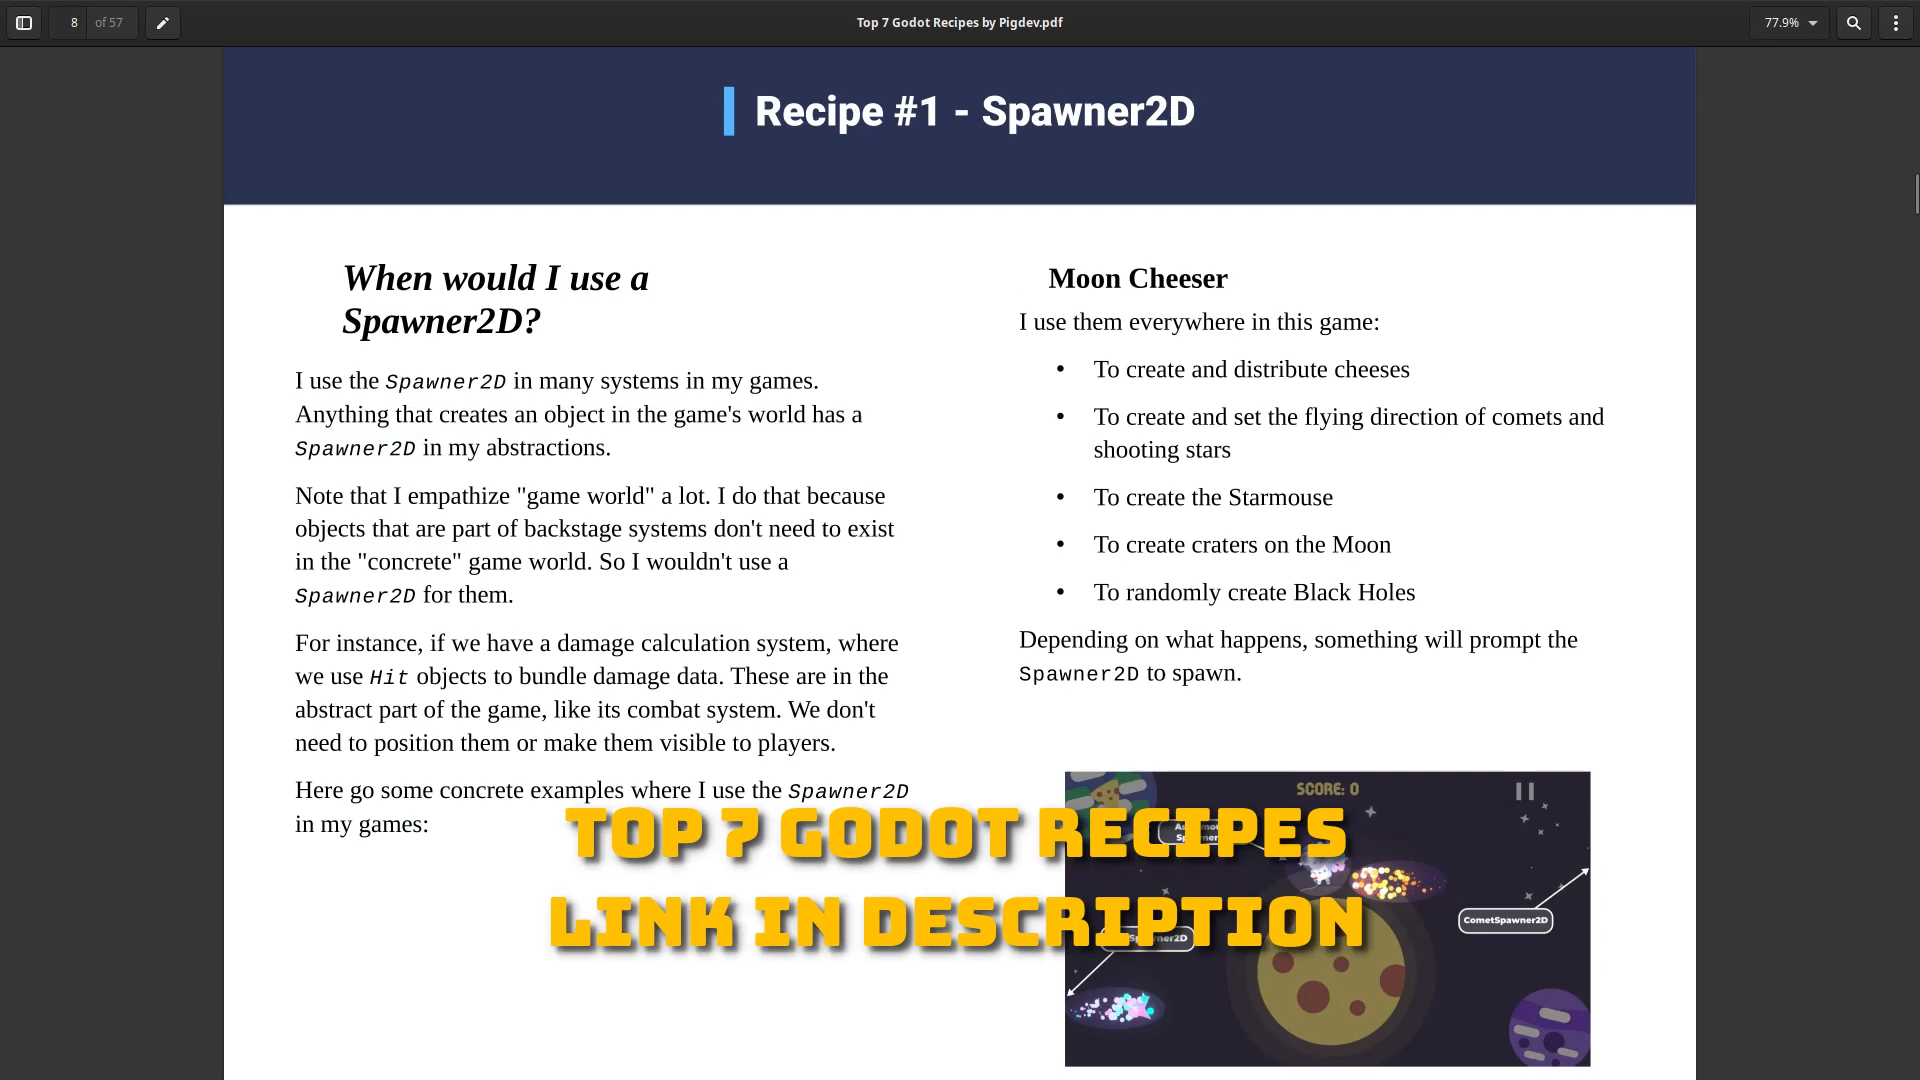 8 of 57
Top 7 Godot Recipes by Pigdev.pdf
77.9%
Recipe #1 - Spawner2D
When would I use a
Spawner2D?
I use the Spawner2D in many systems in my games.
Anything that creates an object in the game's world has a
Spawner2D in my abstractions.
Note that I empathize "game world" a lot. I do that because
objects that are part of backstage systems don't need to exist
in the "concrete" game world. So I wouldn't use a
Spawner2D for them.
For instance, if we have a damage calculation system, where
we use Hit objects to bundle damage data. These are in the
abstract part of the game, like its combat system. We don't
need to position them or make them visible to players.
Here go some concrete examples where I use the Spawner2D
in my games:
Moon Cheeser
I use them everywhere in this game:
• To create and distribute cheeses
• To create and set the flying direction of comets and
shooting stars
• To create the Starmouse
• To create craters on the Moon
• To randomly create Black Holes
Depending on what happens, something will prompt the
Spawner2D to spawn.
SCORE: 0
CometSpawner2D
TOP 7 GODOT RECIPES
LINK IN DESCRIPTION